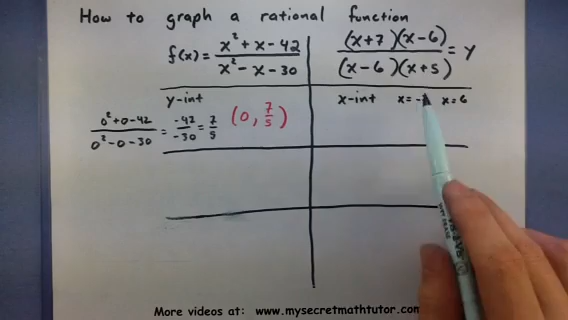 How to graph a rational function
f(x) = x² + x - 42 / x² - x - 30
(x+7)(x-6) / (x-6)(x+5) = y
y-int
0² + 0 - 42 / 0² - 0 - 30 = -42 / -30 = 7/5
(0, 7/5)
x-int x = - x = 6
More videos at: www.mysecretmathtutor.com